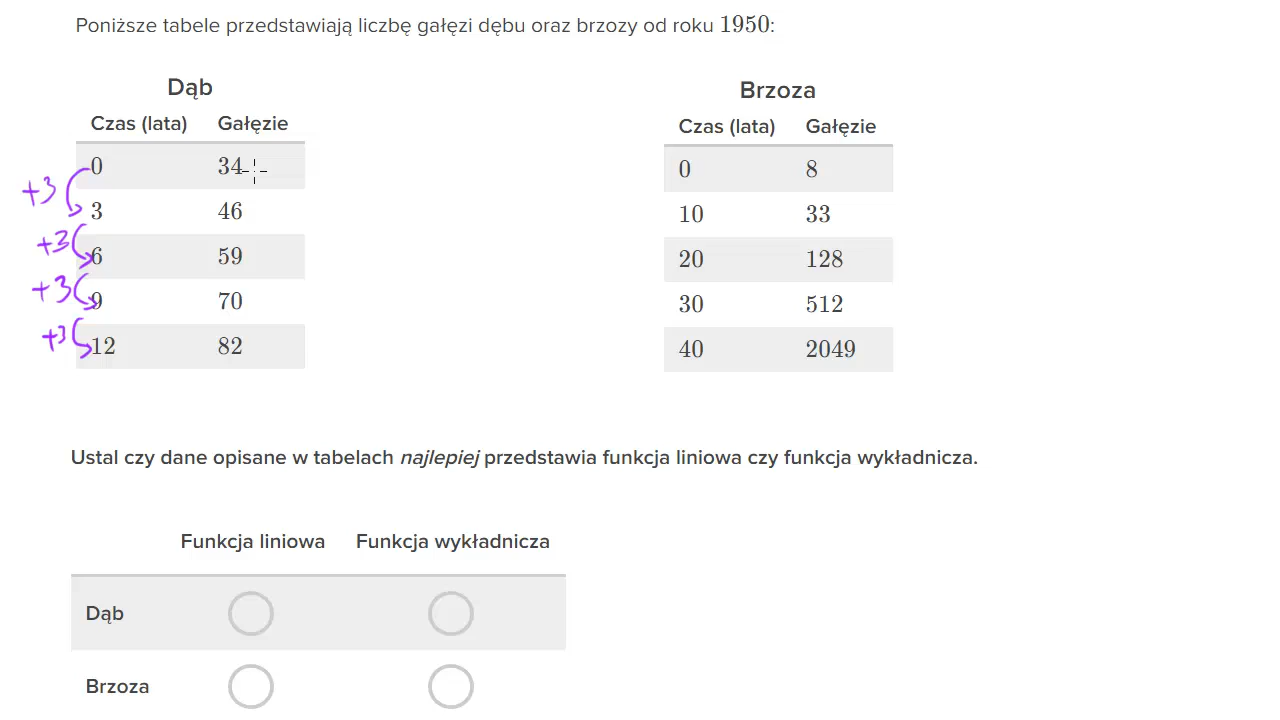 Poniższe tabele przedstawiają liczbę gałęzi dębu oraz brzozy od roku 1950:
Dąb
Czas (lata) Gałęzie
0 34
3 46
6 59
9 70
12 82
+3
+3
+3
+3
Brzoza
Czas (lata) Gałęzie
0 8
10 33
20 128
30 512
40 2049
Ustal czy dane opisane w tabelach najlepiej przedstawia funkcja liniowa czy funkcja wykładnicza.
Funkcja liniowa Funkcja wykładnicza
Dąb
Brzoza